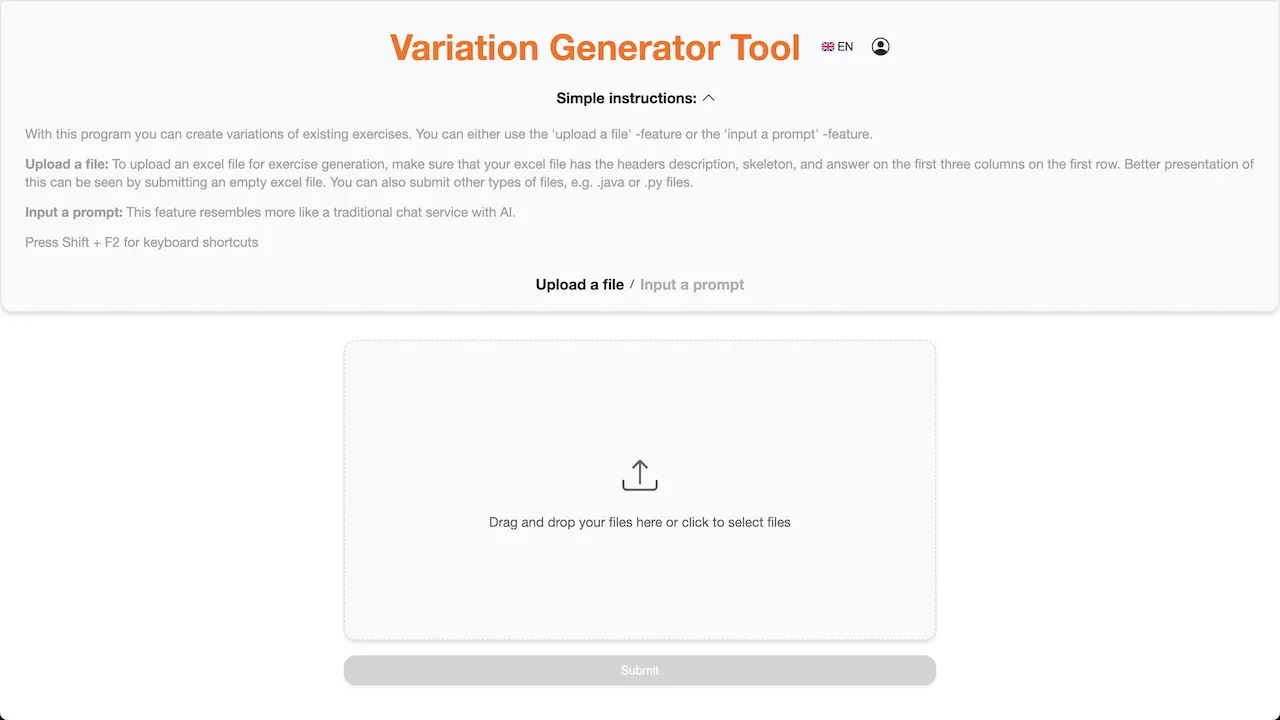 Variation Generator Tool EN
Simple instructions:
With this program you can create variations of existing exercises. You can either use the 'upload a file' -feature or the 'input a prompt' -feature.
Upload a file: To upload an excel file for exercise generation, make sure that your excel file has the headers description, skeleton, and answer on the first three columns on the first row. Better presentation of
this can be seen by submitting an empty excel file. You can also submit other types of files, e.g. .java or .py files.
Input a prompt: This feature resembles more like a traditional chat service with AI.
Press Shift + F2 for keyboard shortcuts
Upload a file / Input a prompt
Drag and drop your files here or click to select files
Submit